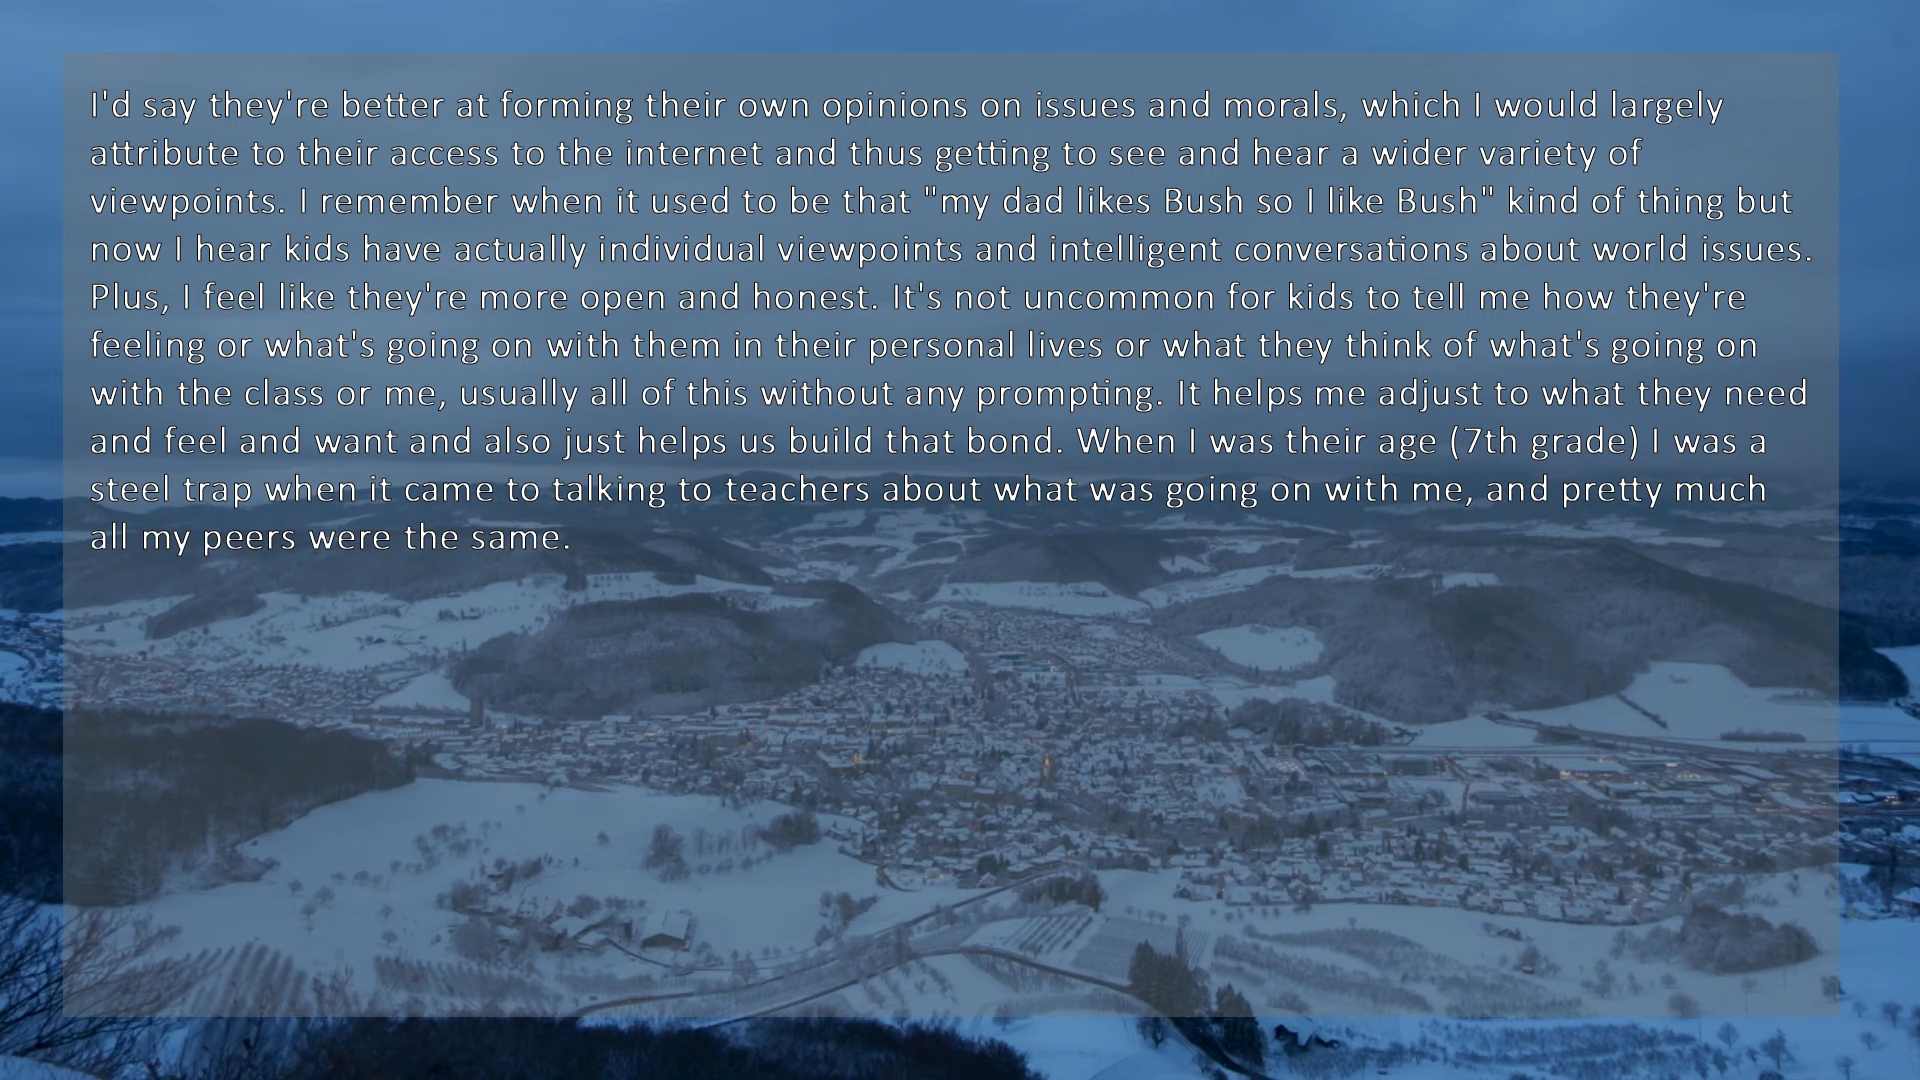 I'd say they're better at forming their own opinions on issues and morals, which I would largely
attribute to their access to the internet and thus getting to see and hear a wider variety of
viewpoints. I remember when it used to be that "my dad likes Bush so I like Bush" kind of thing but
now I hear kids have actually individual viewpoints and intelligent conversations about world issues.
Plus, I feel like they're more open and honest. It's not uncommon for kids to tell me how they're
feeling or what's going on with them in their personal lives or what they think of what's going on
with the class or me, usually all of this without any prompting. It helps me adjust to what they need
and feel and want and also just helps us build that bond. When I was their age (7th grade) I was a
steel trap when it came to talking to teachers about what was going on with me, and pretty much
all my peers were the same.